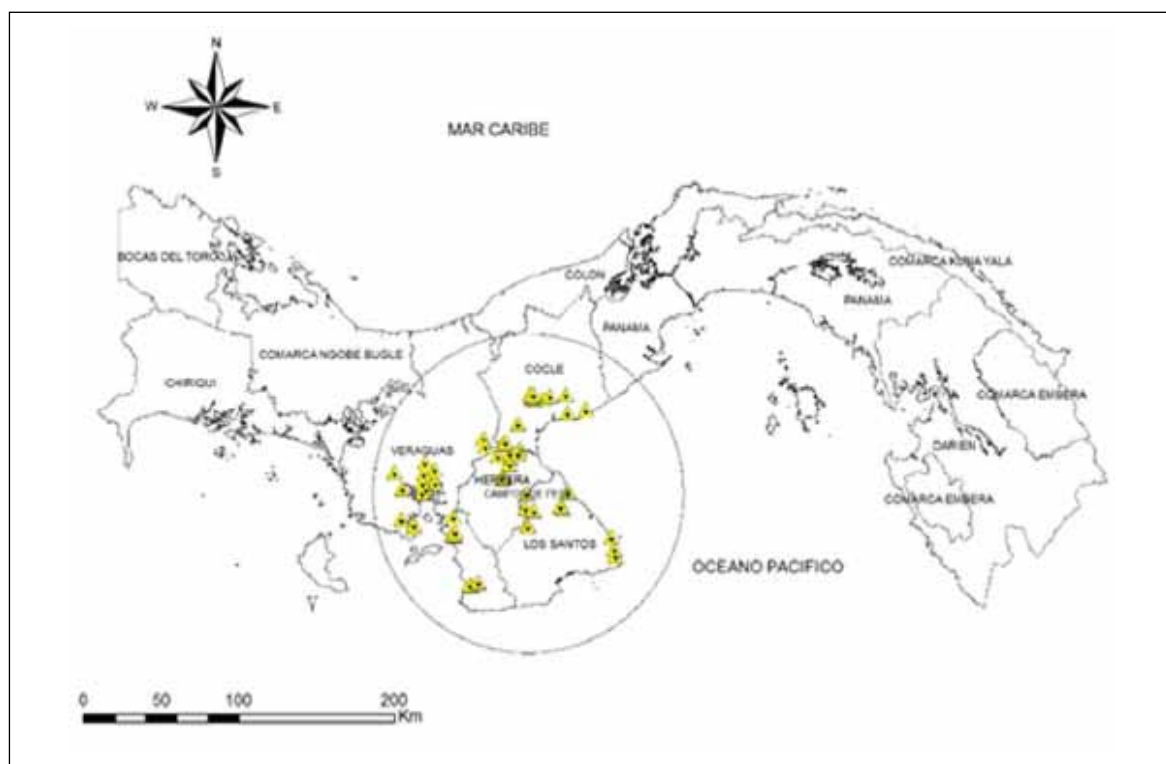 N
W E
S
MAR CARIBE
BOCAS DEL TORO
COMARCA KUNA YALA
COLON
PANAMA
PANAMA
COMARCA NGOBE BUGLE
COCLE
CHIRIQUI
COMARCA EMBERA
VERAGUAS
DARIEN
HERRERA
COMARCA EMBERA
LOS SANTOS
OCEANO PACIFICO
0 50 100 200
Km